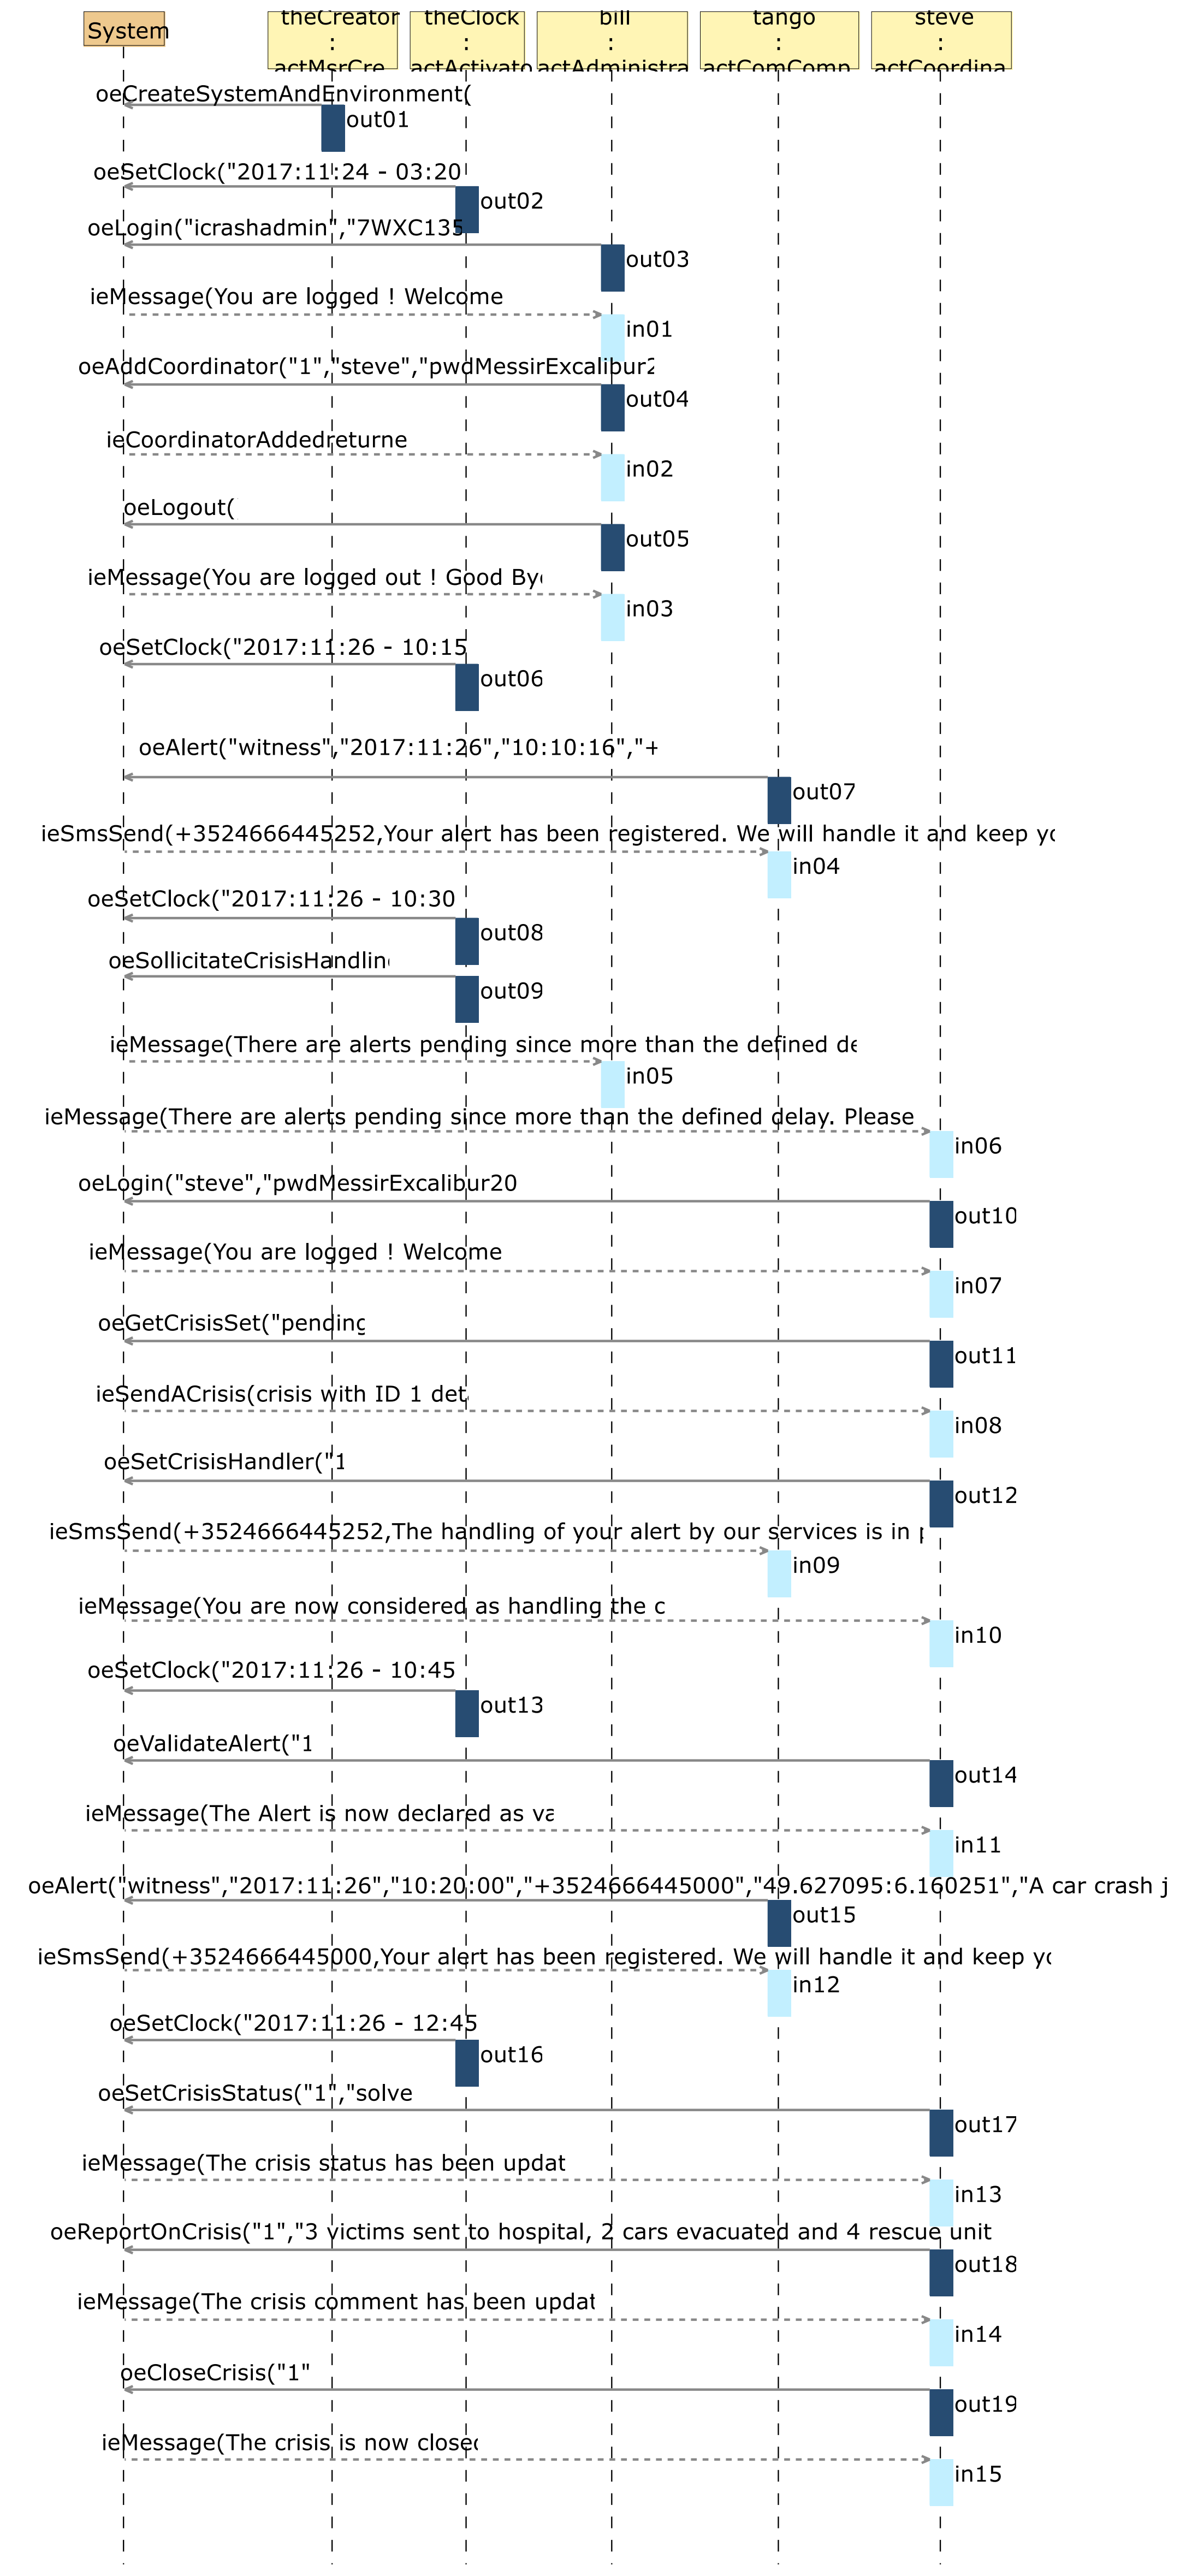 System
theCreator
:
actMsrCre
theClock
:
actActivato
bill
:
actAdministra
tango
:
actComComp
steve
:
actCoordina
oeCreateSystemAndEnvironment(
out01
oeSetClock("2017:11:24 - 03:20
out02
oeLogin("icrashadmin","7WXC135
out03
ieMessage(You are logged ! Welcome
in01
oeAddCoordinator("1","steve","pwdMessirExcalibur2
out04
ieCoordinatorAddedreturne
in02
oeLogout(
out05
ieMessage(You are logged out ! Good Bye
in03
oeSetClock("2017:11:26 - 10:15
out06
oeAlert("witness","2017:11:26","10:10:16","+
out07
ieSmsSend(+3524666445252,Your alert has been registered. We will handle it and keep yo
in04
oeSetClock("2017:11:26 - 10:30
out08
oeSollicitateCrisisHandling
out09
ieMessage(There are alerts pending since more than the defined de
in05
ieMessage(There are alerts pending since more than the defined delay. Please
in06
oeLogin("steve","pwdMessirExcalibur20
out10
ieMessage(You are logged ! Welcome
in07
oeGetCrisisSet("pending
out11
ieSendACrisis(crisis with ID 1 det
in08
oeSetCrisisHandler("1
out12
ieSmsSend(+3524666445252,The handling of your alert by our services is in p
in09
ieMessage(You are now considered as handling the c
in10
oeSetClock("2017:11:26 - 10:45
out13
oeValidateAlert("1
out14
ieMessage(The Alert is now declared as va
in11
oeAlert("witness","2017:11:26","10:20:00","+3524666445000","49.627095:6.160251","A car crash j
out15
ieSmsSend(+3524666445000,Your alert has been registered. We will handle it and keep yo
in12
oeSetClock("2017:11:26 - 12:45
out16
oeSetCrisisStatus("1","solve
out17
ieMessage(The crisis status has been updat
in13
oeReportOnCrisis("1","3 victims sent to hospital, 2 cars evacuated and 4 rescue unit
out18
ieMessage(The crisis comment has been updat
in14
oeCloseCrisis("1"
out19
ieMessage(The crisis is now closed
in15